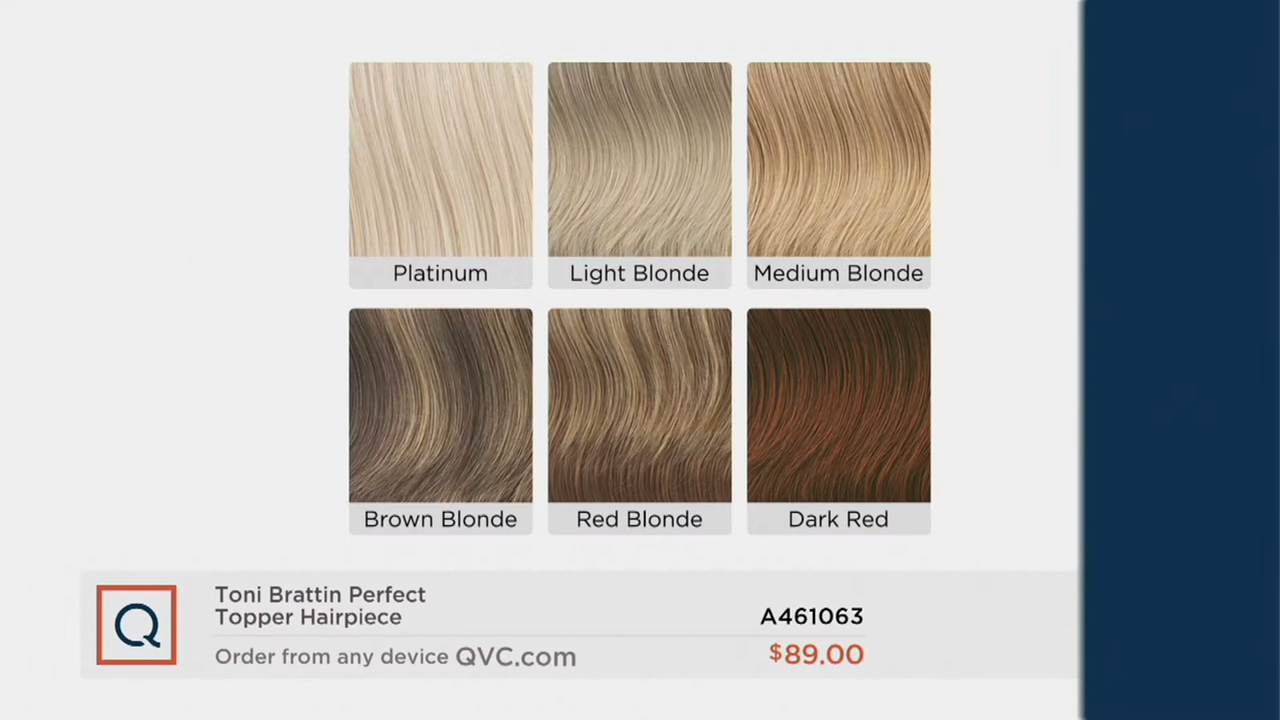 Platinum
Light Blonde
Medium Blonde
Brown Blonde
Red Blonde
Dark Red
Q
Toni Brattin Perfect
Topper Hairpiece
A461063
Order from any device QVC.com
$89.00